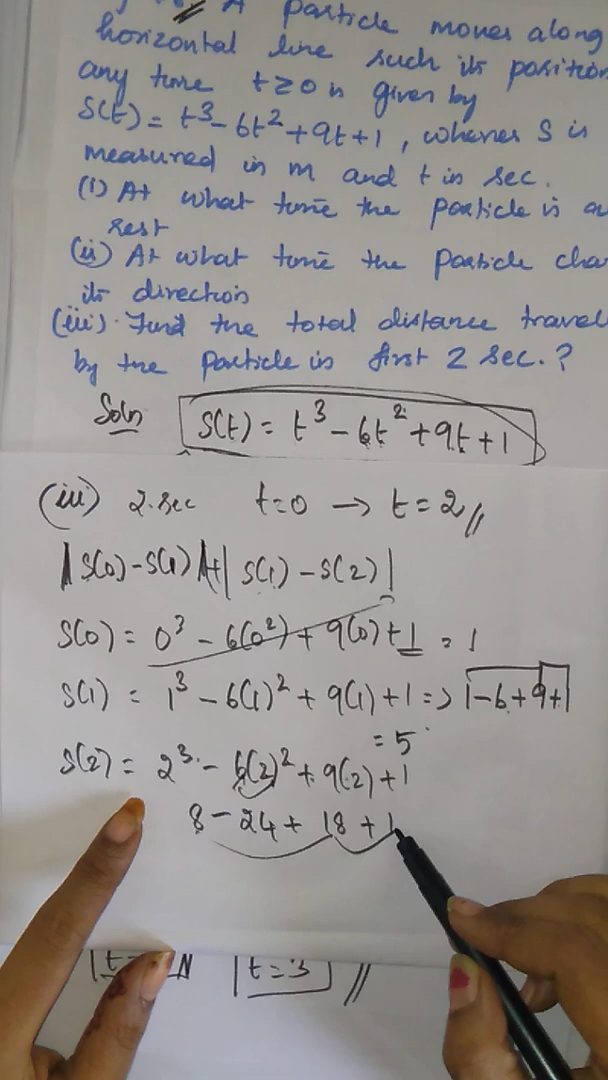 A particle moves along
horizontal line such its position
any time t≥0 is given by
S(t) = t³ - 6t² + 9t + 1, wheres S is
measured in m and t in sec.
(i) At what time the particle is
rest
(ii) At what time the particle cha
its direction
(iii). Find the total distance travel
by the particle in first 2 sec.?
Soln S(t) = t³ - 6t² + 9t + 1
(iii) 2.sec t=0 → t = 2//
|S(0) - S(1)| + |S(1) - S(2)|
S(0) = 0³ - 6(0²) + 9(0) + 1 = 1
S(1) = 1³ - 6(1)² + 9(1) + 1 => 1-6+9+1
= 5
S(2) = 2³ - 6(2)² + 9(2) + 1
8 - 24 + 18 + 1
t= t=3 //